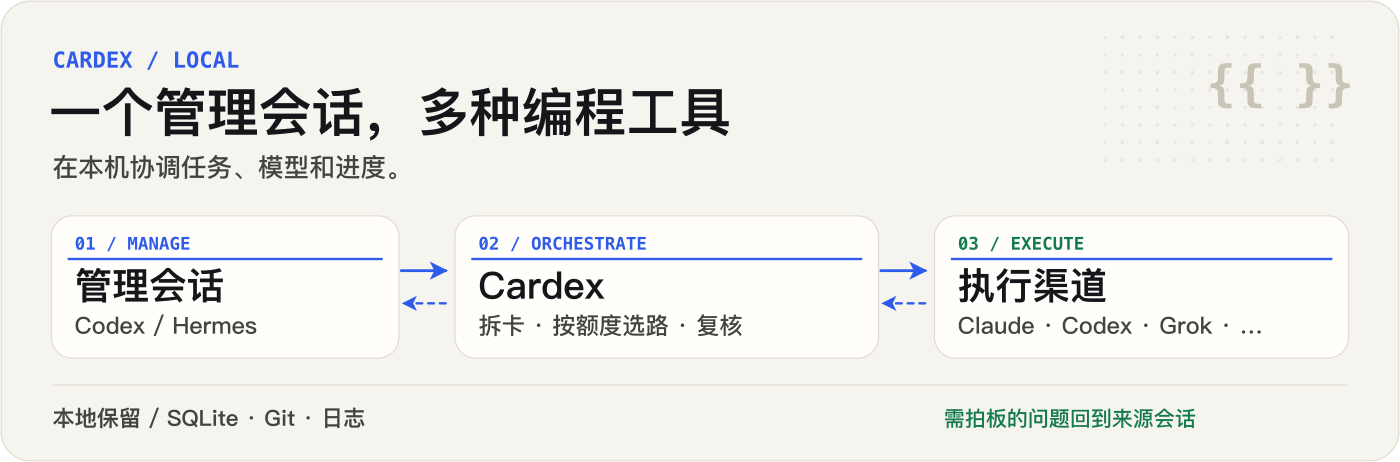 CARDEX / LOCAL
{{ }}
一个管理会话，多种编程工具
在本机协调任务、模型和进度。
01 / MANAGE
管理会话
Codex / Hermes
02 / ORCHESTRATE
Cardex
拆卡 · 按额度选路 · 复核
03 / EXECUTE
执行渠道
Claude · Codex · Grok · …
本地保留 / SQLite · Git · 日志
需拍板的问题回到来源会话